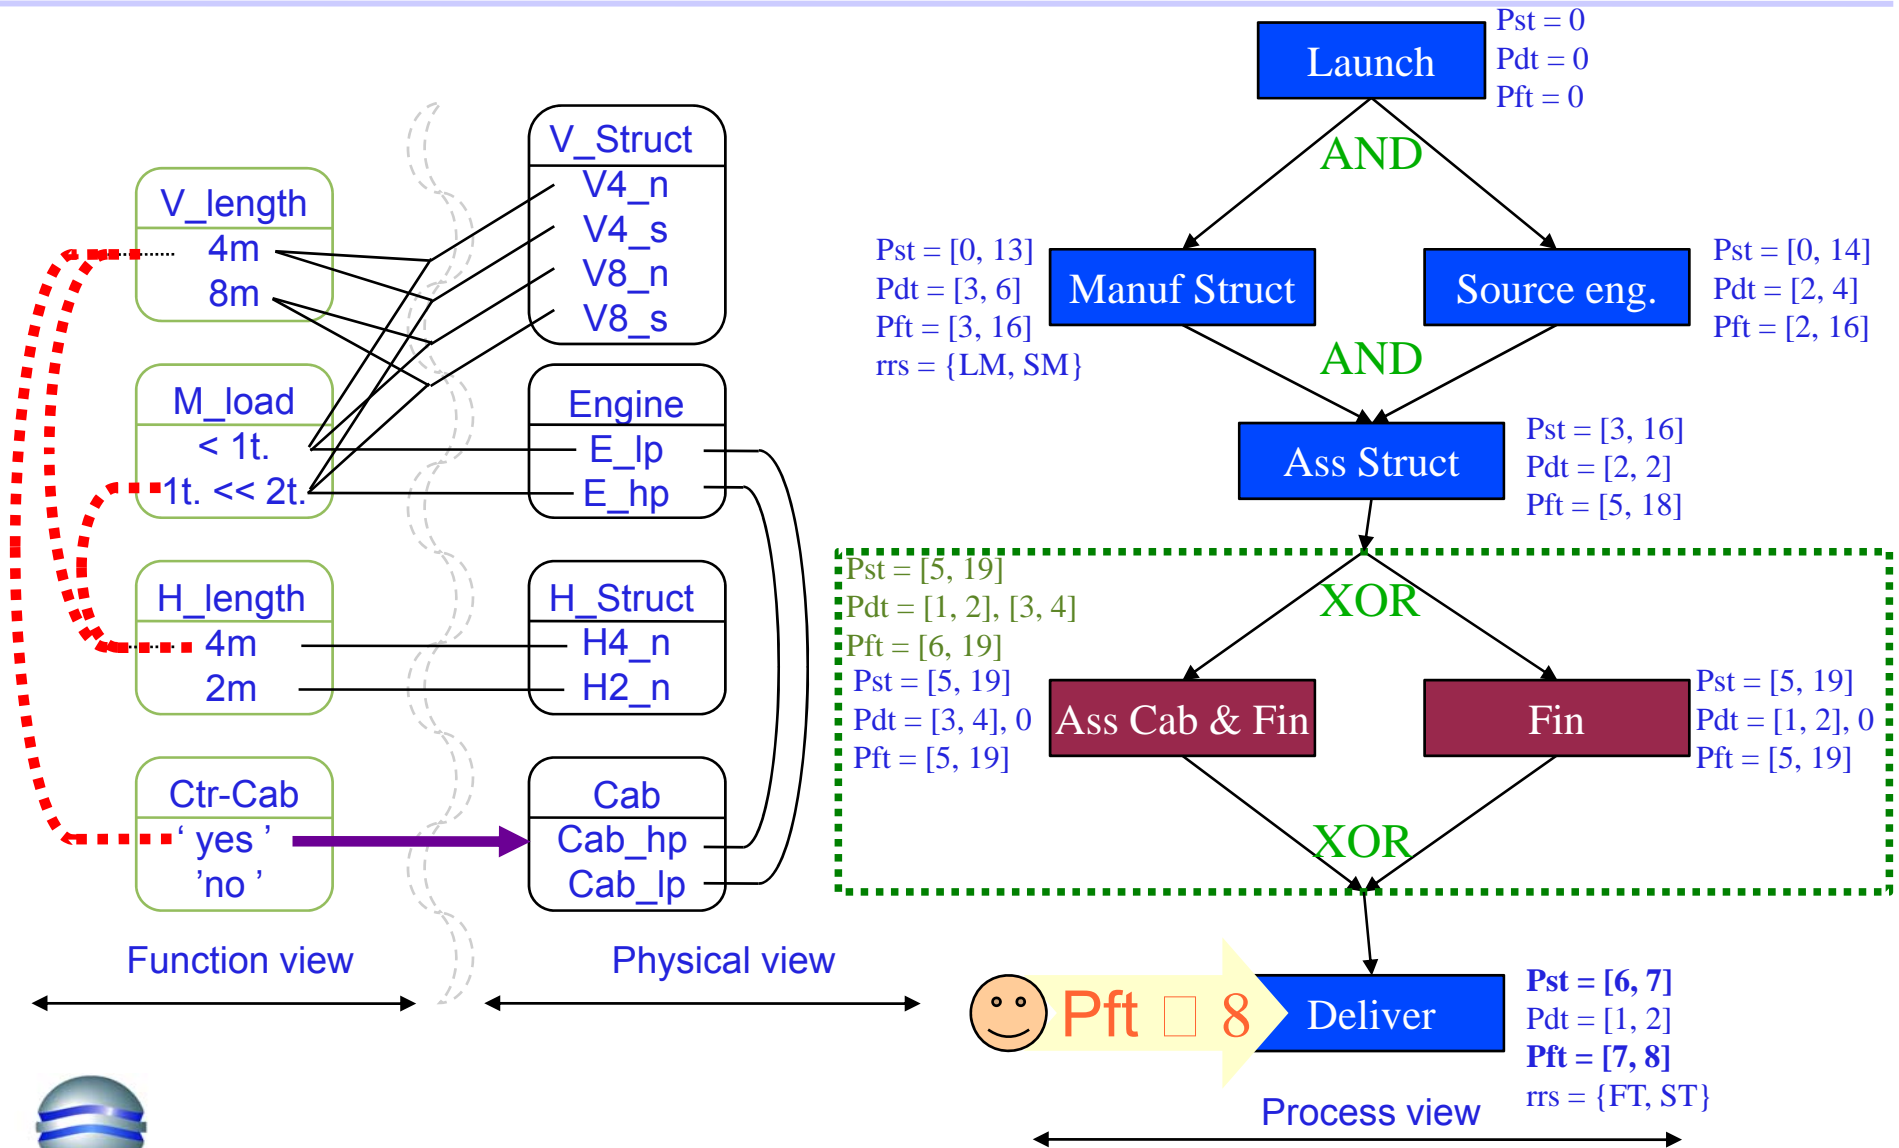 V_length
4m
8m
M_load
< 1t.
1t. << 2t.
H_length
4m
2m
Ctr-Cab
‘ yes ’
’no ’
Function view
V_Struct
V4_n
V4_s
V8_n
V8_s
Engine
E_lp
E_hp
H_Struct
H4_n
H2_n
Cab
Cab_hp
Cab_lp
Physical view
Launch
Pst = 0
Pdt = 0
Pft = 0
AND
Pst = [0, 13]
Pdt = [3, 6]
Pft = [3, 16]
rrs = {LM, SM}
Manuf Struct
Source eng.
Pst = [0, 14]
Pdt = [2, 4]
Pft = [2, 16]
AND
Ass Struct
Pst = [3, 16]
Pdt = [2, 2]
Pft = [5, 18]
Pst = [5, 19]
Pdt = [1, 2], [3, 4]
Pft = [6, 19]
XOR
Pst = [5, 19]
Pdt = [3, 4], 0
Pft = [5, 19]
Ass Cab & Fin
Fin
Pst = [5, 19]
Pdt = [1, 2], 0
Pft = [5, 19]
XOR
Pft □ 8
Deliver
Pst = [6, 7]
Pdt = [1, 2]
Pft = [7, 8]
rrs = {FT, ST}
Process view